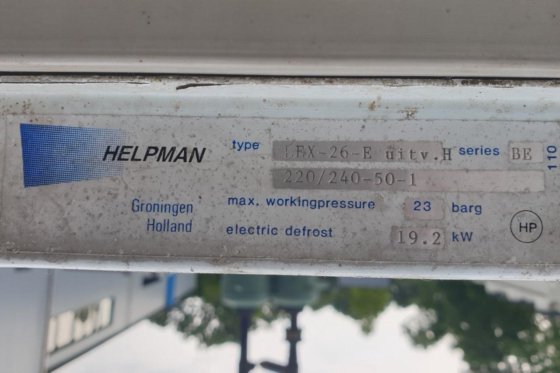 HELPMAN
Groningen
Holland
type LEX-26-E uitv.H series BE
220/240-50-1
max. workingpressure 23 barg
electric defrost 19.2 kW
HP
110